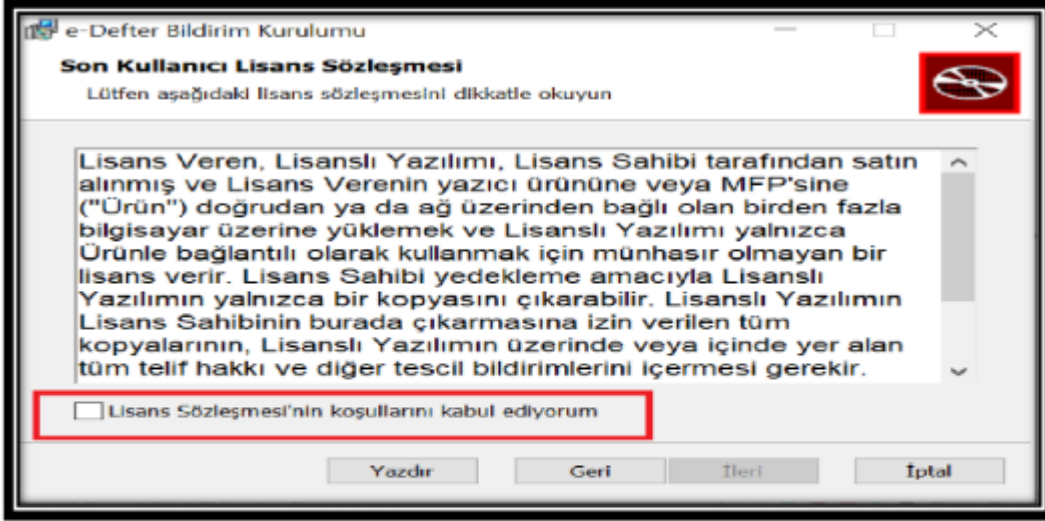 e-Defter Bildirim Kurulumu
Son Kullanıcı Lisans Sözleşmesi
Lütfen aşağıdaki lisans sözleşmesini dikkatle okuyun
Lisans Veren, Lisanslı Yazılımı, Lisans Sahibi tarafından satın
alınmış ve Lisans Verenin yazıcı ürününe veya MFP'sine
("Ürün") doğrudan ya da ağ üzerinden bağlı olan birden fazla
bilgisayar üzerine yüklemek ve Lisanslı Yazılımı yalnızca
Ürünle bağlantılı olarak kullanmak için münhasır olmayan bir
lisans verir. Lisans Sahibi yedekleme amacıyla Lisanslı
Yazılımın yalnızca bir kopyasını çıkarabilir. Lisanslı Yazılımın
Lisans Sahibinin burada çıkarmasına izin verilen tüm
kopyalarının, Lisanslı Yazılımın üzerinde veya içinde yer alan
tüm telif hakkı ve diğer tescil bildirimlerini içermesi gerekir.
Lisans Sözleşmesi'nin koşullarını kabul ediyorum
Yazdır Geri İleri İptal